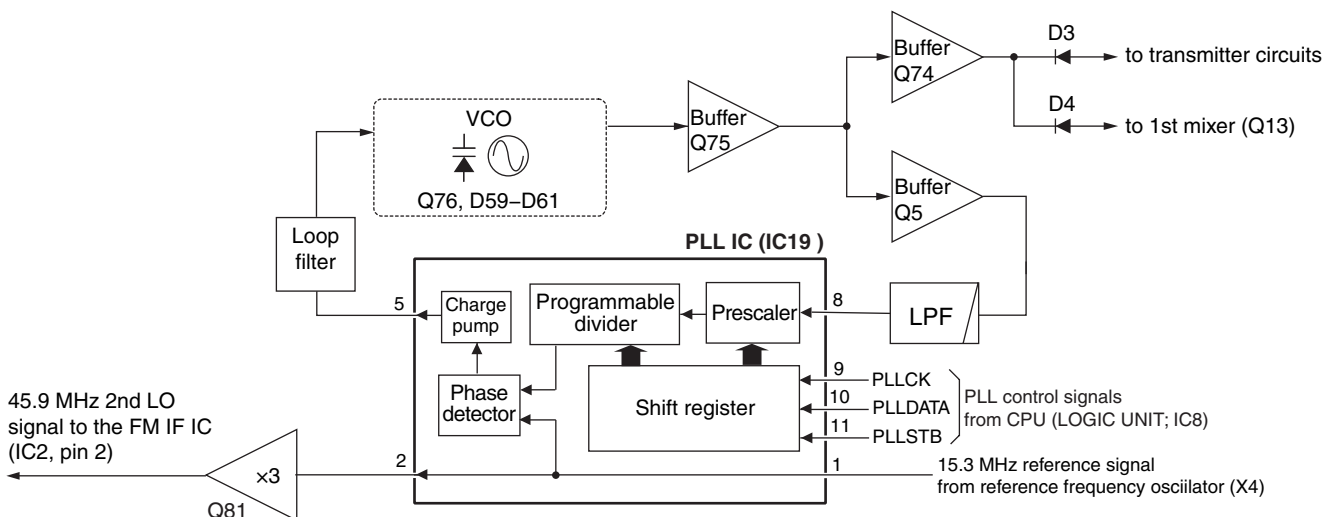 D3
Buffer
Q74
to transmitter circuits
VCO
D4
Buffer
Q75
to 1st mixer (Q13)
Q76, D59–D61
Buffer
Q5
Loop
filter
PLL IC (IC19 )
5
Charge
pump
Programmable
divider
Prescaler
8
LPF
Phase
detector
Shift register
9
PLLCK
10
PLLDATA
11
PLLSTB
PLL control signals
from CPU (LOGIC UNIT; IC8)
45.9 MHz 2nd LO
signal to the FM IF IC
(IC2, pin 2)
×3
Q81
2
1
15.3 MHz reference signal
from reference frequency osciilator (X4)